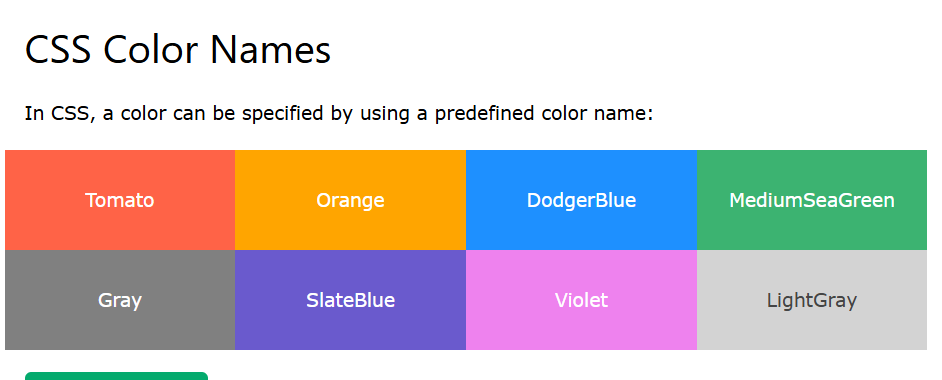 CSS Color Names
In CSS, a color can be specified by using a predefined color name:
Tomato Orange DodgerBlue MediumSeaGreen
Gray SlateBlue Violet LightGray